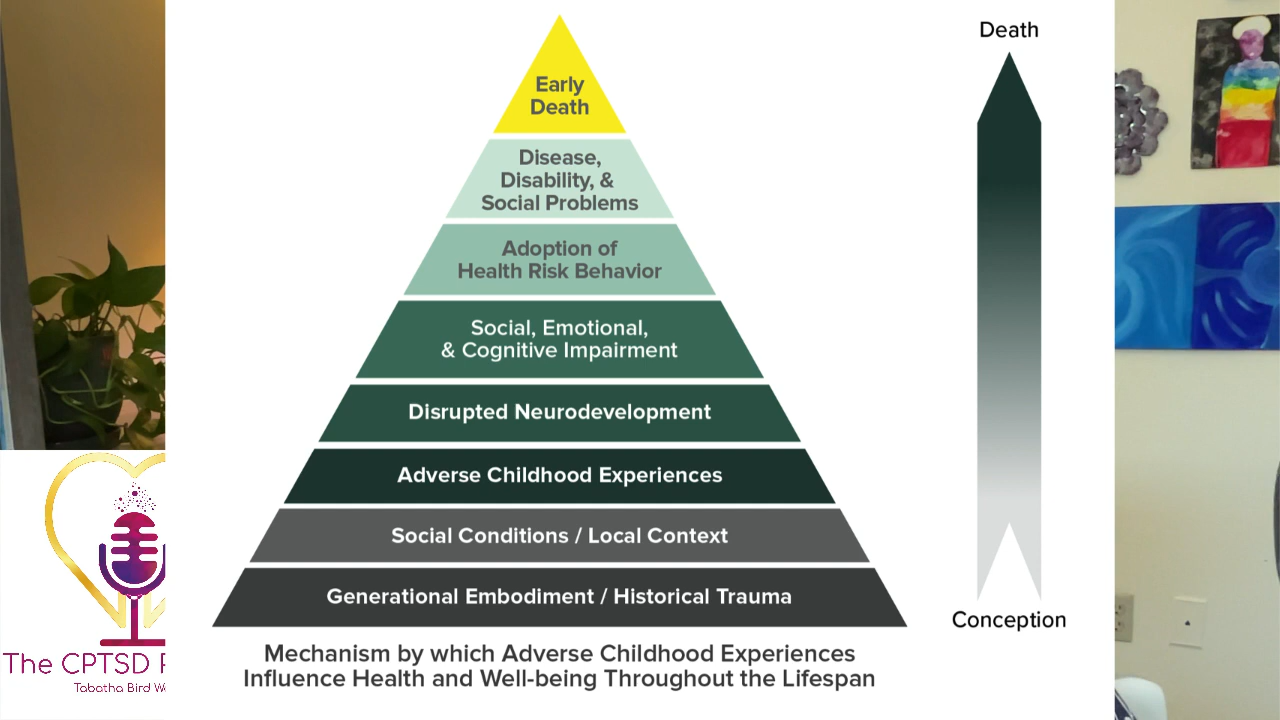 Death
Early
Death
Disease,
Disability, &
Social Problems
Adoption of
Health Risk Behavior
Social, Emotional,
& Cognitive Impairment
Disrupted Neurodevelopment
Adverse Childhood Experiences
Social Conditions / Local Context
Generational Embodiment / Historical Trauma
Conception
Mechanism by which Adverse Childhood Experiences
Influence Health and Well-being Throughout the Lifespan
The CPTSD
Tabatha Bird